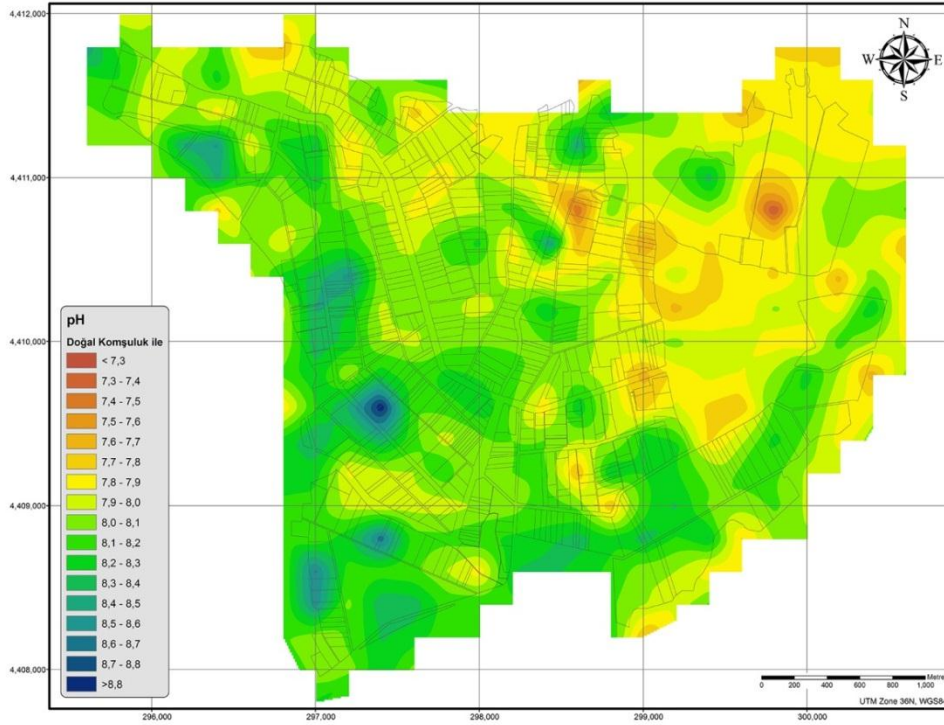 4,412,000
N
W E
S
4,411,000
4,410,000
4,409,000
4,408,000
pH
Doğal Komşuluk ile
< 7,3
7,3 - 7,4
7,4 - 7,5
7,5 - 7,6
7,6 - 7,7
7,7 - 7,8
7,8 - 7,9
7,9 - 8,0
8,0 - 8,1
8,1 - 8,2
8,2 - 8,3
8,3 - 8,4
8,4 - 8,5
8,5 - 8,6
8,6 - 8,7
8,7 - 8,8
>8,8
0 200 400 600 800 1,000
Metre
UTM Zone 36N, WGS8
296,000 297,000 298,000 299,000 300,000